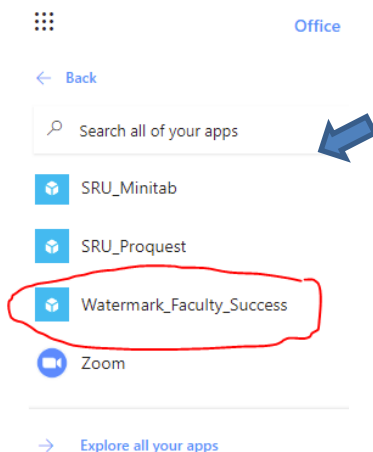 Office
Back
Search all of your apps
SRU_Minitab
SRU_Proquest
Watermark_Faculty_Success
Zoom
Explore all your apps